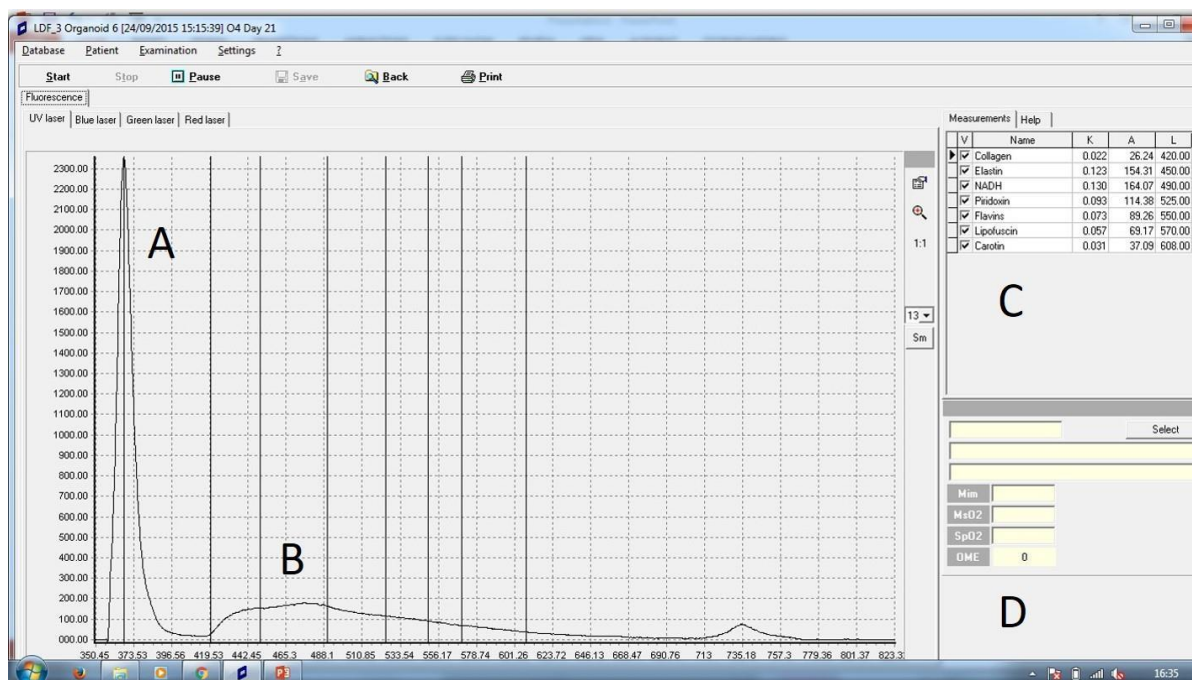 LDF_3 Organoid 6 [24/09/2015 15:15:39] O4 Day 21
Database Patient Examination Settings ?
Start Stop Pause Save Back Print
Fluorescence
UV laser Blue laser Green laser Red laser
Measurements Help
V Name K A L
Collagen 0.022 26.24 420.00
Elastin 0.123 154.31 450.00
NADH 0.130 164.07 490.00
Piridoxin 0.093 114.38 525.00
Flavins 0.073 89.26 550.00
Lipofuscin 0.057 69.17 570.00
Carotin 0.031 37.09 608.00
2300.00
2200.00
2100.00
2000.00
1900.00
1800.00
1700.00
1600.00
1500.00
1400.00
1300.00
1200.00
1100.00
1000.00
900.00
800.00
700.00
600.00
500.00
400.00
300.00
200.00
100.00
000.00
A
B
350.45 373.53 396.56 419.53 442.45 465.3 488.1 510.85 533.54 556.17 578.74 601.26 623.72 646.13 668.47 690.76 713 735.18 757.3 779.36 801.37 823.3
1:1
13
Sm
C
Select
Mim
MsO2
SpO2
OME 0
D
16:35